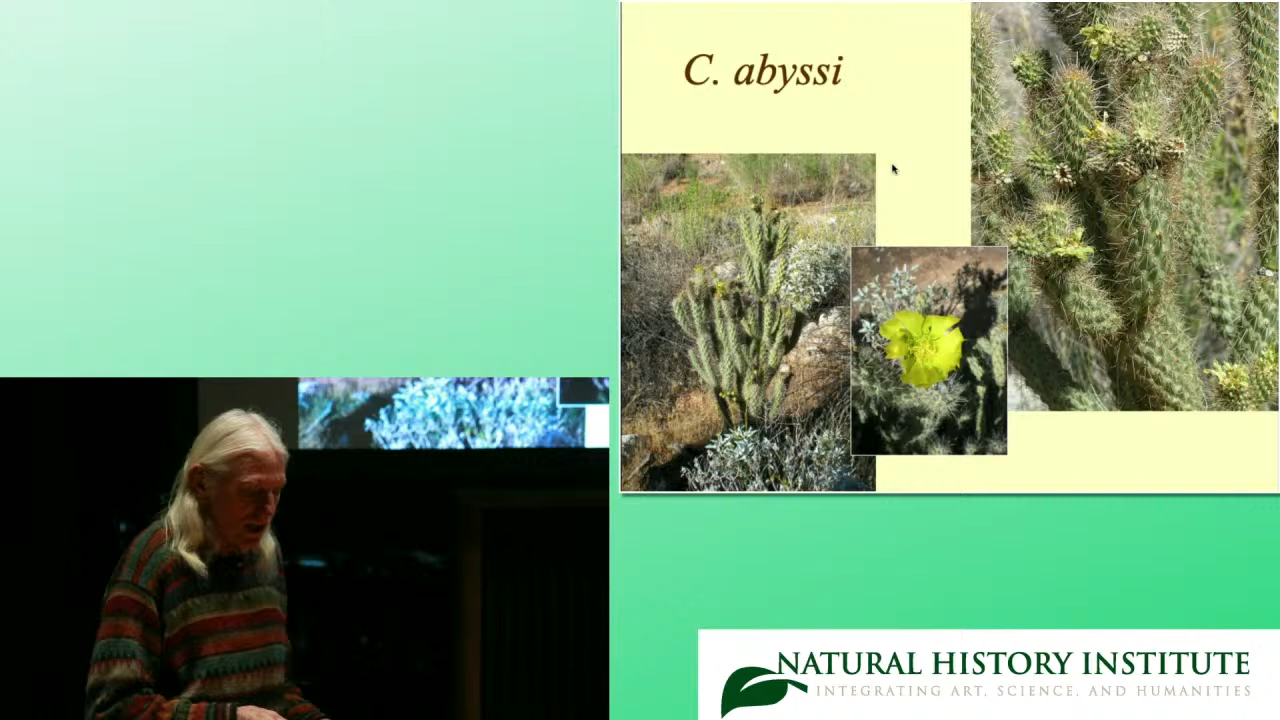 C. abyssi
NATURAL HISTORY INSTITUTE
INTEGRATING ART, SCIENCE, AND HUMANITIES